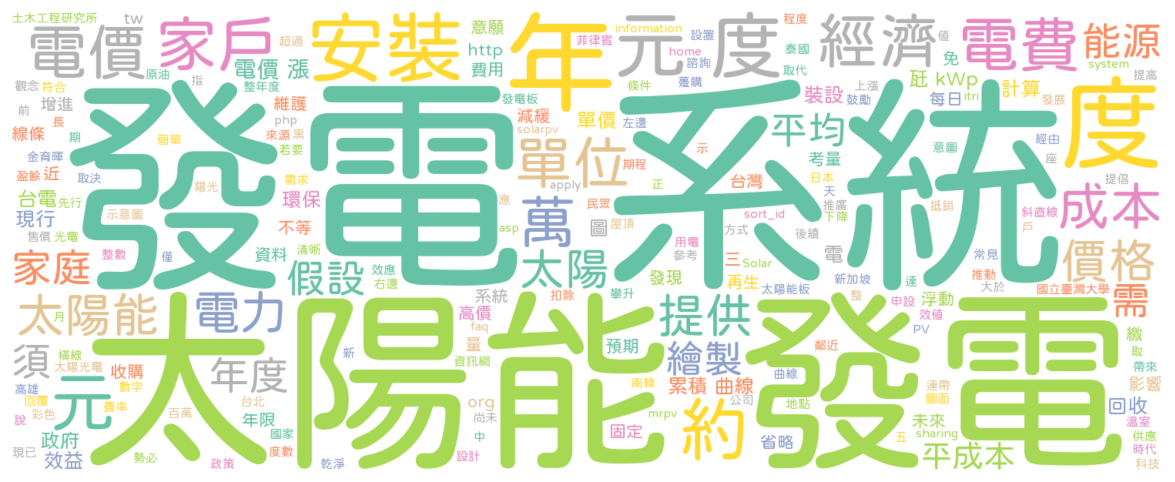 土木工程研究所 tw
電價 家戶 安裝 年 元 度 經濟 電費 能源
意願 http 費用 菲律賓 information 設置 程度 home 泰國 諮詢 取代 躉購 值 免 system 提高
超過 電價 漲 整年度 原油 指 觀念 符合 增進 前
發電 系統
發電板 減緩 單價 左邊 條件 裝設 上漲 鼓勵 瓩 kWp 每日 計算 itri 發展 度
維護 php 來源 黑 若要 solarpv 平均 考量 經由 座
線條 長 期 簡單 金育暉 近 盈餘 取決 陽光 需求 環保 應
單位 期程 示 正 意圖 天 提倡
台電 先行 現行 示意圖 售價 光電 不等 asp apply 萬 圖 民眾 屋頂 台灣 日本 推廣 下降 抵銷 斜直線 戶 成本
sort_id 方式 後續 用電 參考 電 三
家庭 整數 僅 資料 清晰 假設 效應 右邊 太陽 發現 再生 Solar 太陽能板 新加坡 達 常見 推動 大於 國立臺灣大學 價格
太陽能 月 電力 系統 高價 扣除 攀升 提供 整 申設 浮動 效值 PV 需
太陽能 發電
須 橫線 太陽光電 收購 新 faq 量 資訊網 預期 繪製 鄰近 繳 取 帶來 影響
高雄 數字 年度 南韓 累積 曲線 曲線 連帶 圖面 回收
回覆 彩色 費率 台北 org 尚未 mrpv 公司 地點 溫室
元 說 百萬 年限 國家 中 固定 約 省略 五 未來 sharing 供應 時代
現已 政府 效益 勢必 政策 度數 乾淨 設計 平成本 科技